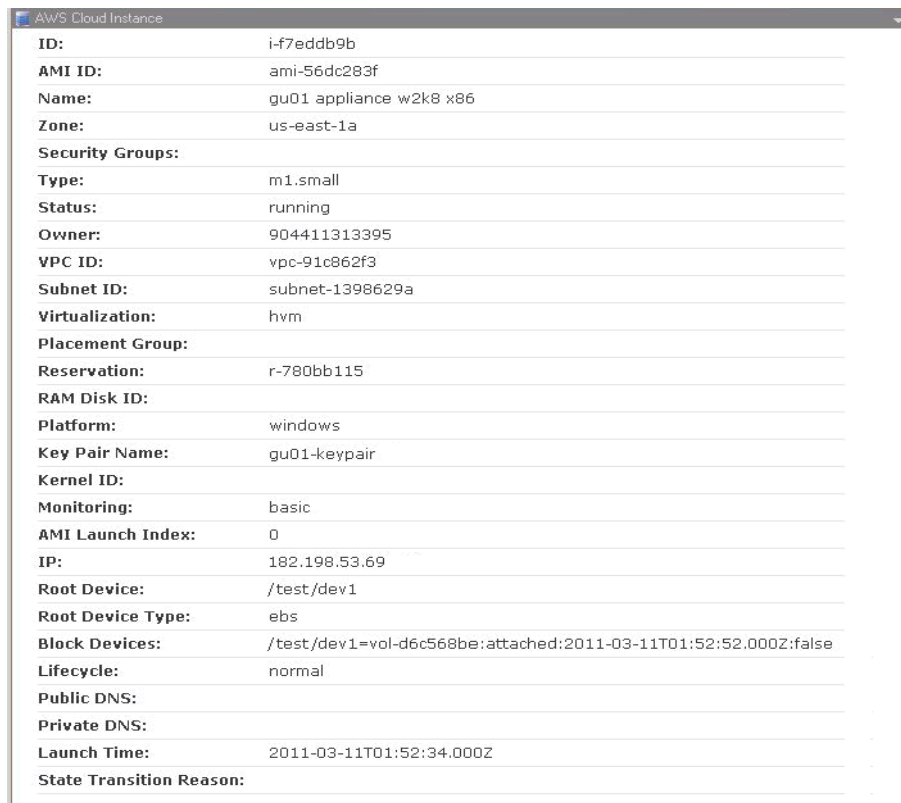 AWS Cloud Instance
ID: i-f7eddb9b
AMI ID: ami-56dc283f
Name: gu01 appliance w2k8 x86
Zone: us-east-1a
Security Groups:
Type: m1.small
Status: running
Owner: 904411313395
VPC ID: vpc-91c862f3
Subnet ID: subnet-1398629a
Virtualization: hvm
Placement Group:
Reservation: r-780bb115
RAM Disk ID:
Platform: windows
Key Pair Name: gu01-keypair
Kernel ID:
Monitoring: basic
AMI Launch Index: 0
IP: 182.198.53.69
Root Device: /test/dev1
Root Device Type: ebs
Block Devices: /test/dev1=vol-d6c568be:attached:2011-03-11T01:52:52.000Z:false
Lifecycle: normal
Public DNS:
Private DNS:
Launch Time: 2011-03-11T01:52:34.000Z
State Transition Reason: